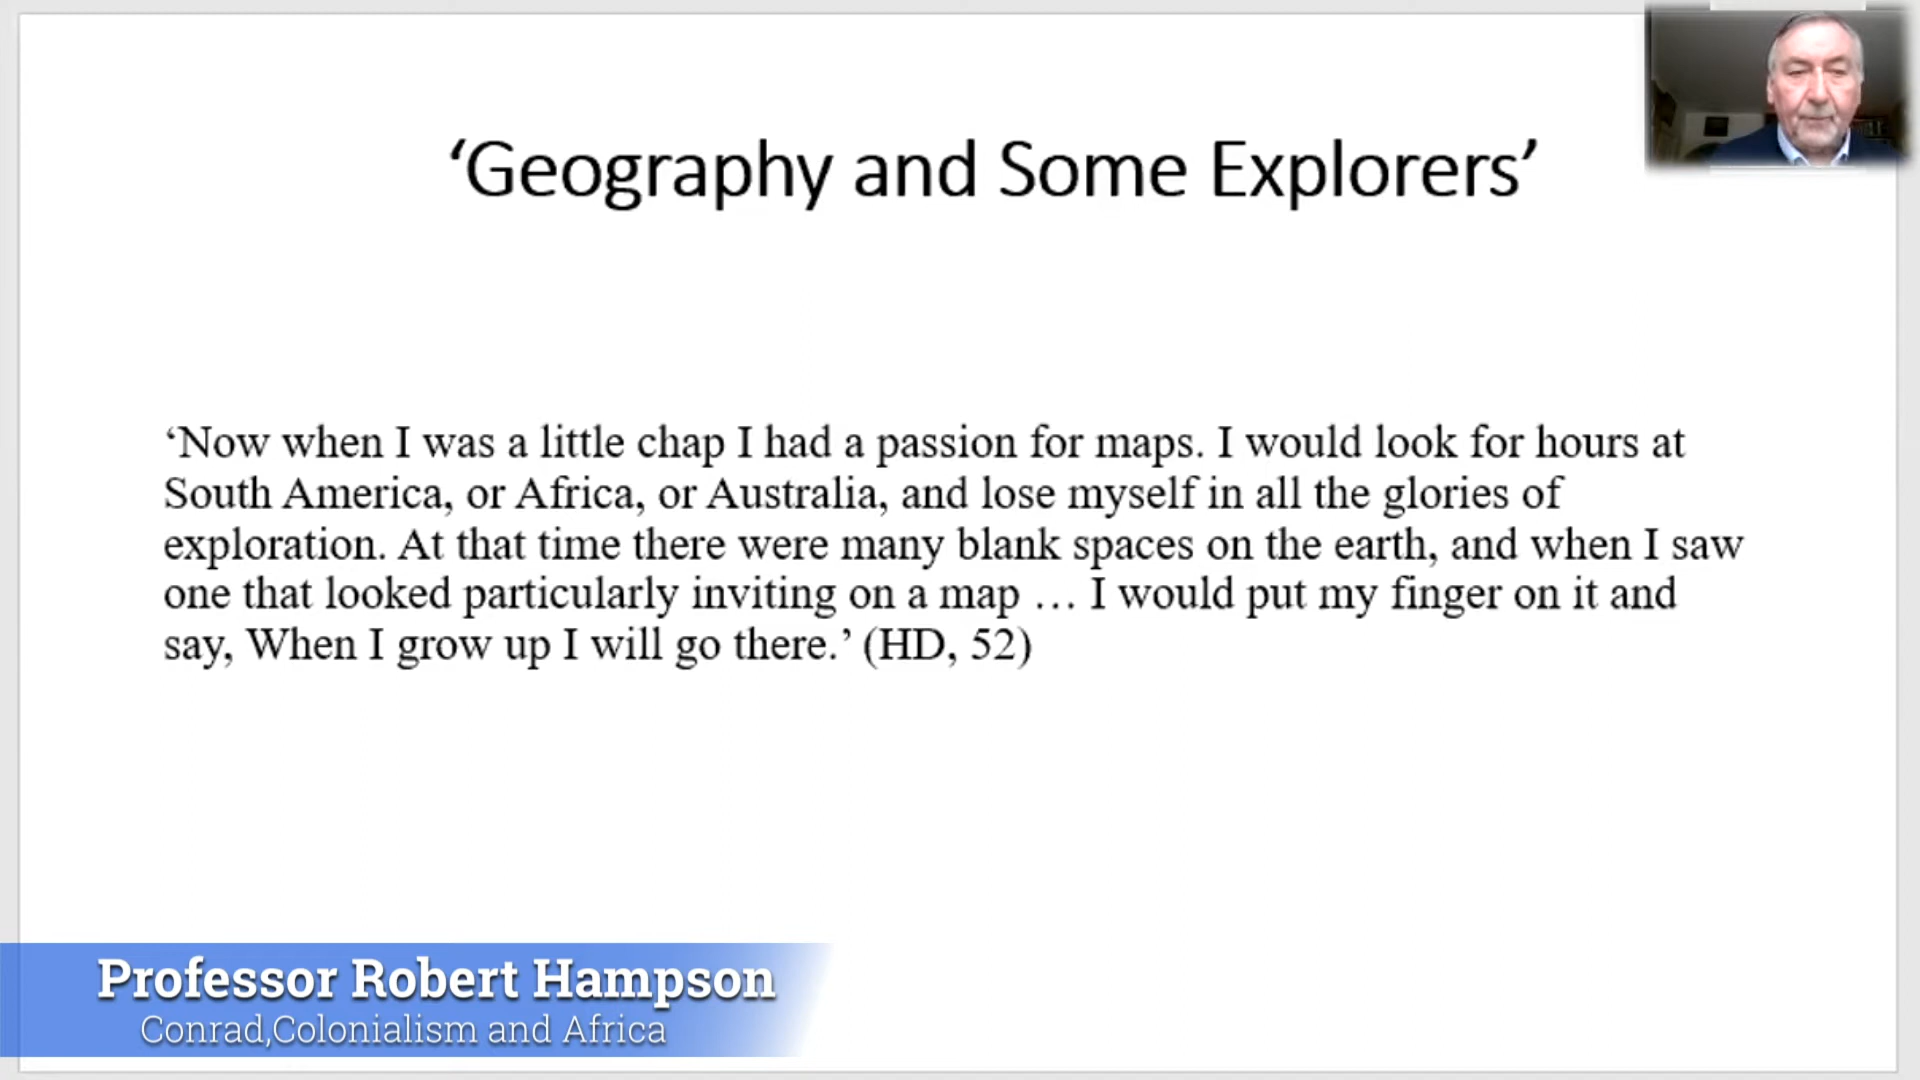 ‘Geography and Some Explorers’
‘Now when I was a little chap I had a passion for maps. I would look for hours at
South America, or Africa, or Australia, and lose myself in all the glories of
exploration. At that time there were many blank spaces on the earth, and when I saw
one that looked particularly inviting on a map … I would put my finger on it and
say, When I grow up I will go there.’ (HD, 52)
Professor Robert Hampson
Conrad,Colonialism and Africa